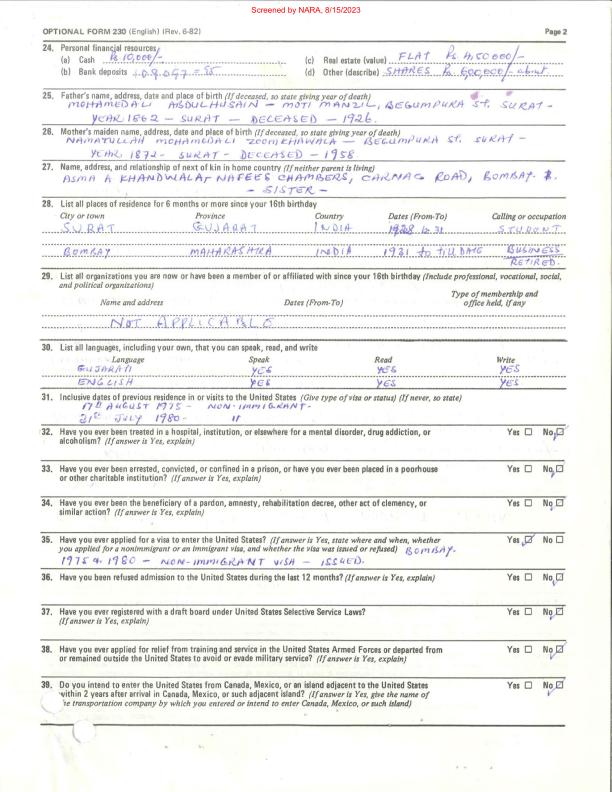 Screened by NARA, 8/15/2023
OPTIONAL FORM 230 (English) (Rev. 6-82) Page 2
24. Personal financial resources
(a) Cash Rs 10,000/- (c) Real estate (value) FLAT Rs 4,50,000/-
(b) Bank deposits 109,097=55 (d) Other (describe) SHARES Rs 600,000/- about
25. Father's name, address, date and place of birth (If deceased, so state giving year of death)
MOHAMEDALI ABDULHUSAIN - MOTI MANZIL, BEGUMPURA ST. SURAT -
YEAR 1862 - SURAT - DECEASED - 1926.
26. Mother's maiden name, address, date and place of birth (If deceased, so state giving year of death)
NAMATULLAH MOHAMEDALI ZOOMKHAWALA - BEGUMPURA ST. SURAT -
YEAR 1872 - SURAT - DECEASED - 1958
27. Name, address, and relationship of next of kin in home country (If neither parent is living)
ASMA A KHANDWALA, NAFEES CHAMBERS, CARNAC ROAD, BOMBAY.
- SISTER -
28. List all places of residence for 6 months or more since your 16th birthday
City or town Province Country Dates (From-To) Calling or occupation
SURAT GUJARAT INDIA 1928 to 31 STUDENT
BOMBAY MAHARASHTRA INDIA 1931 to TILL DATE BUSINESS
RETIRED.
29. List all organizations you are now or have been a member of or affiliated with since your 16th birthday (Include professional, vocational, social,
and political organizations)
Name and address Dates (From-To) Type of membership and
office held, if any
NOT APPLICABLE
30. List all languages, including your own, that you can speak, read, and write
Language Speak Read Write
GUJARATI YES YES YES
ENGLISH YES YES YES
31. Inclusive dates of previous residence in or visits to the United States (Give type of visa or status) (If never, so state)
17th AUGUST 1975 - NON-IMMIGRANT -
31st JULY 1980 - "
32. Have you ever been treated in a hospital, institution, or elsewhere for a mental disorder, drug addiction, or Yes ☐ No ☑
alcoholism? (If answer is Yes, explain)
33. Have you ever been arrested, convicted, or confined in a prison, or have you ever been placed in a poorhouse Yes ☐ No ☑
or other charitable institution? (If answer is Yes, explain)
34. Have you ever been the beneficiary of a pardon, amnesty, rehabilitation decree, other act of clemency, or Yes ☐ No ☑
similar action? (If answer is Yes, explain)
35. Have you ever applied for a visa to enter the United States? (If answer is Yes, state where and when, whether Yes ☑ No ☐
you applied for a nonimmigrant or an immigrant visa, and whether the visa was issued or refused) BOMBAY.
1975 & 1980 - NON-IMMIGRANT VISA - ISSUED.
36. Have you been refused admission to the United States during the last 12 months? (If answer is Yes, explain) Yes ☐ No ☑
37. Have you ever registered with a draft board under United States Selective Service Laws? Yes ☐ No ☑
(If answer is Yes, explain)
38. Have you ever applied for relief from training and service in the United States Armed Forces or departed from Yes ☐ No ☑
or remained outside the United States to avoid or evade military service? (If answer is Yes, explain)
39. Do you intend to enter the United States from Canada, Mexico, or an island adjacent to the United States Yes ☐ No ☑
within 2 years after arrival in Canada, Mexico, or such adjacent island? (If answer is Yes, give the name of
the transportation company by which you entered or intend to enter Canada, Mexico, or such island)